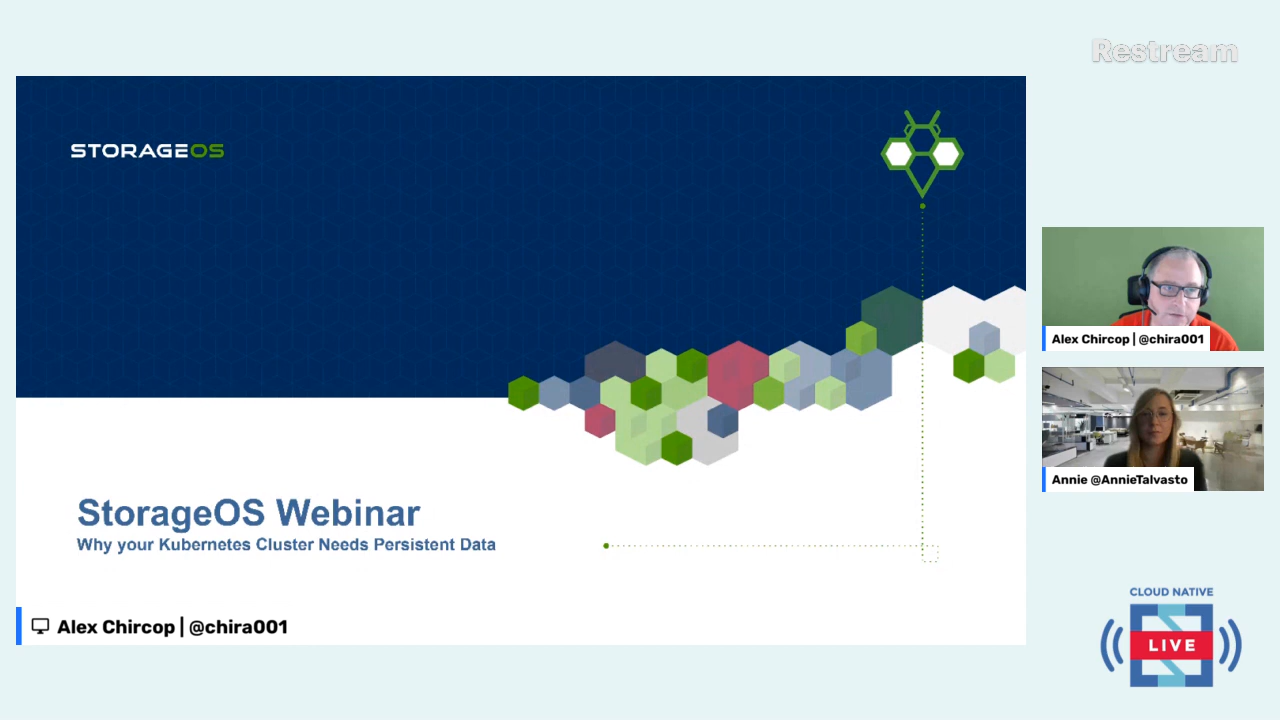 Restream
STORAGEOS
StorageOS Webinar
Why your Kubernetes Cluster Needs Persistent Data
Alex Chircop | @chira001
Alex Chircop | @chira001
Annie @AnnieTalvasto
CLOUD NATIVE
LIVE